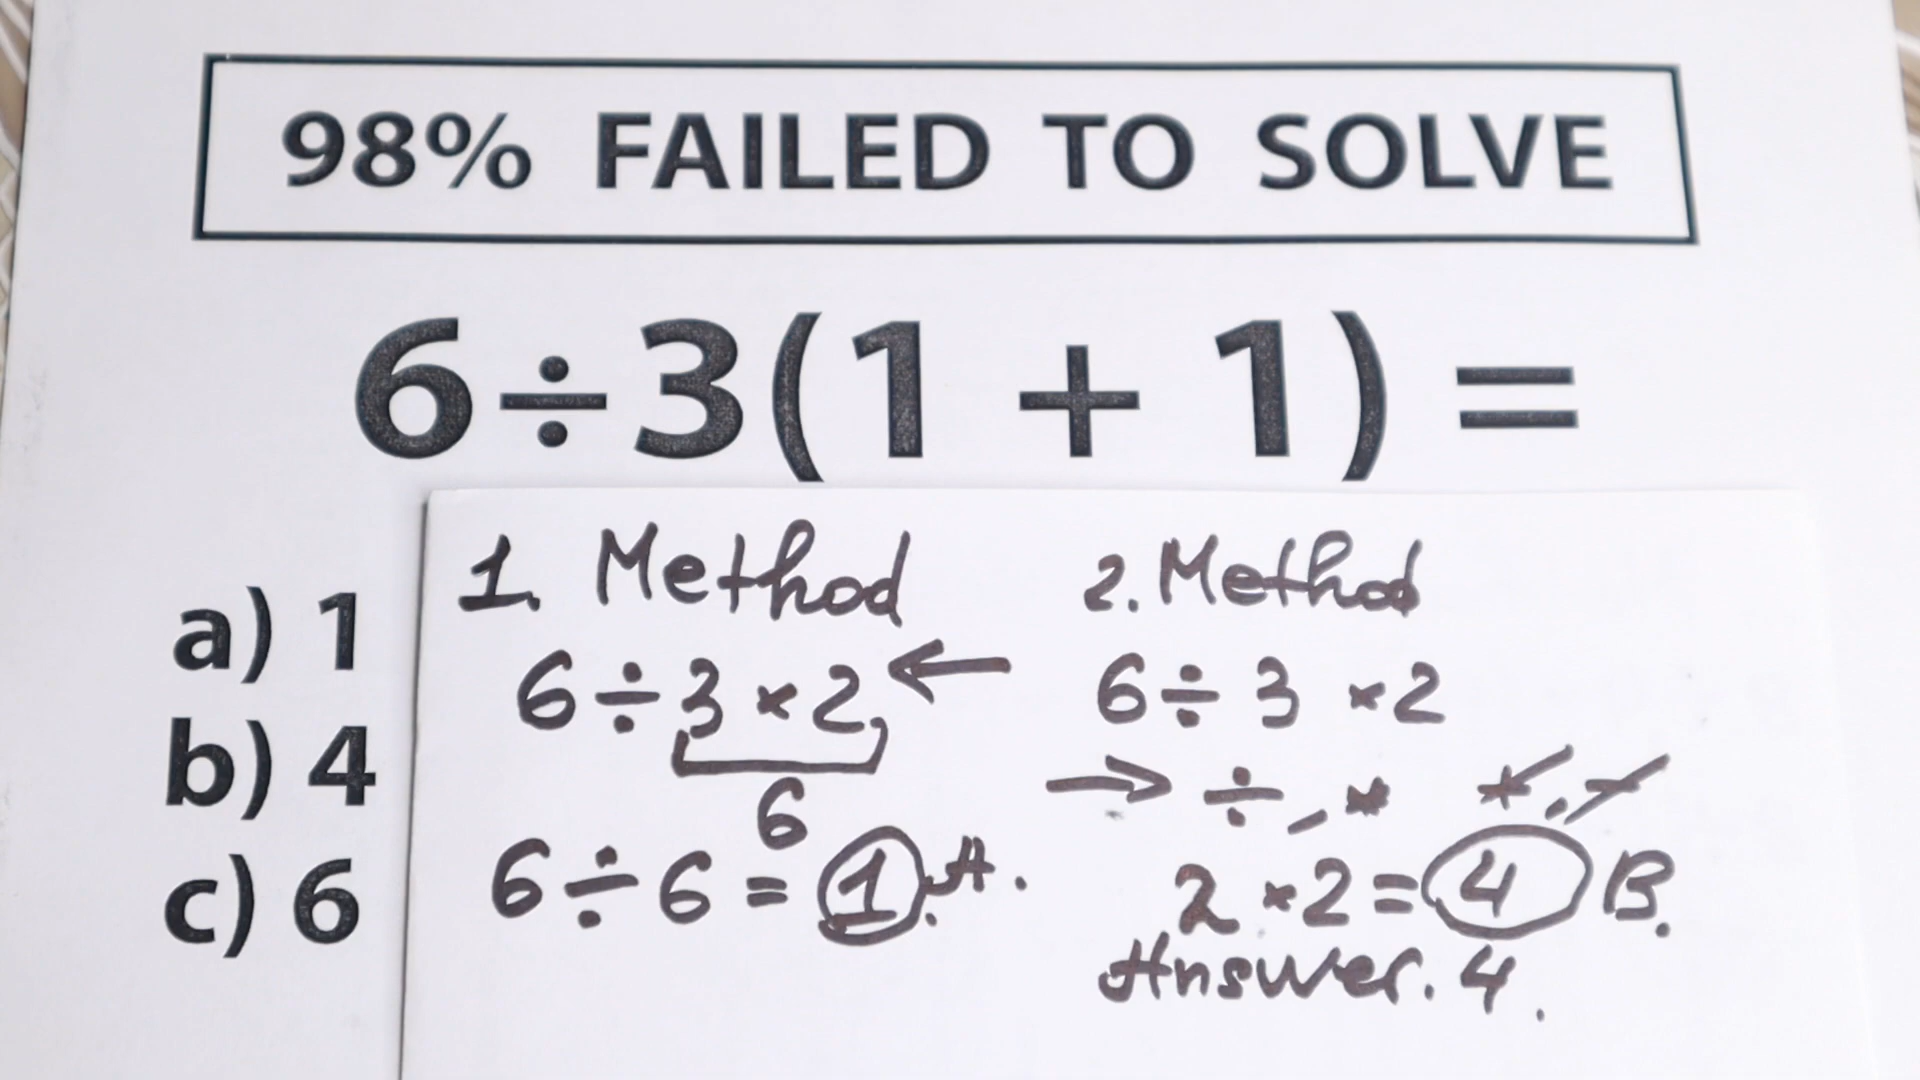 98% FAILED TO SOLVE
6÷3(1 + 1) =
a) 1
b) 4
c) 6
1. Method
6÷3×2 ←
6
6÷6=1.A.
2. Method
6÷3×2
→ ÷,×
2×2=4 B.
Answer. 4.